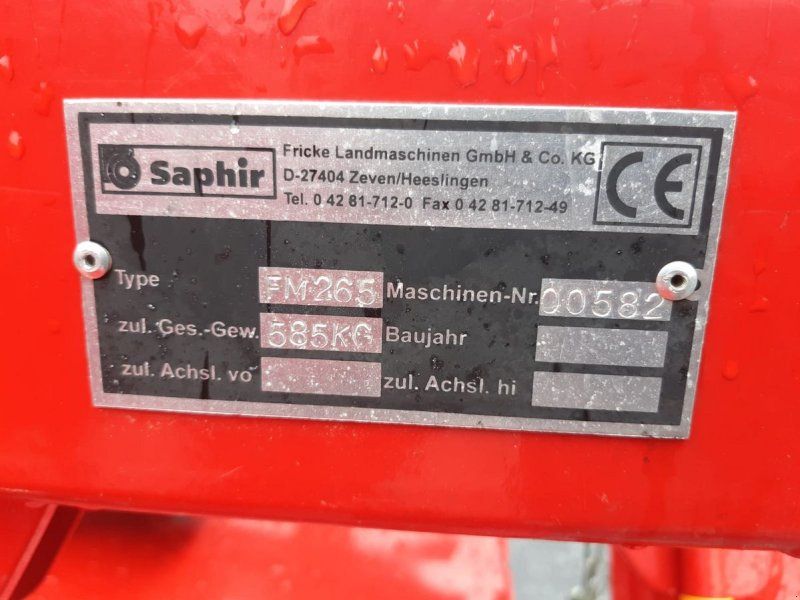 Saphir
Fricke Landmaschinen GmbH & Co. KG
D-27404 Zeven/Heeslingen
Tel. 0 42 81-712-0 Fax 0 42 81-712-49
CE
Type FM265 Maschinen-Nr. 00582
zul. Ges.-Gew. 585KG Baujahr
zul. Achsl. vo zul. Achsl. hi